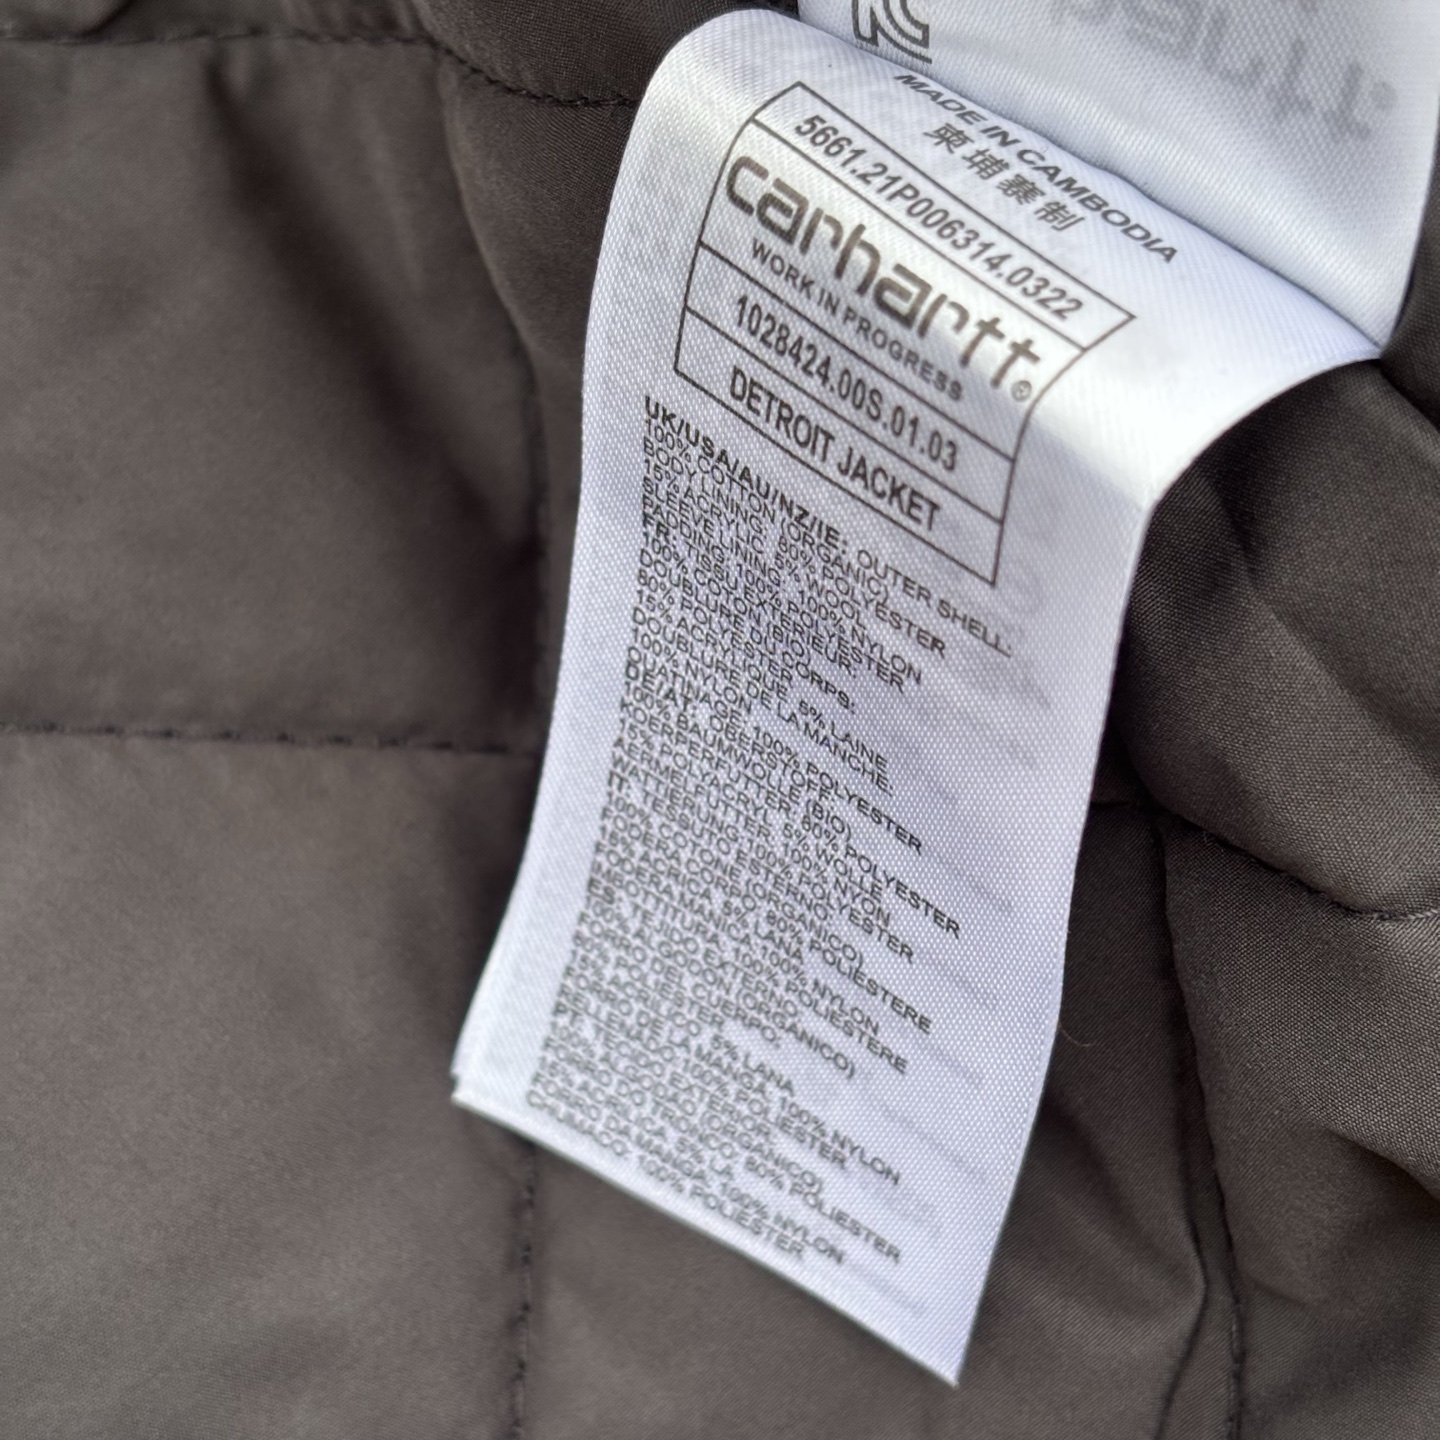 MADE IN CAMBODIA
柬埔寨制
5661.21P006314.0322
carhartt®
WORK IN PROGRESS
1028424.00S.01.03
DETROIT JACKET
UK/USA/AU/NZ/IE: OUTER SHELL:
100% COTTON (ORGANIC)
BODY LINING: 80% POLYESTER
15% ACRYLIC, 5% WOOL
SLEEVE LINING: 100% NYLON
PADDING: 100% POLYESTER
FR: TISSU EXTÉRIEUR:
100% COTON (BIO)
DOUBLURE DU CORPS:
80% POLYESTER
15% ACRYLIQUE 5% LAINE
DOUBLURE DE LA MANCHE:
100% NYLON
OUATINAGE: 100% POLYESTER
DE/AT: OBERSTOFF:
100% BAUMWOLLE (BIO)
KOERPERFUTTER: 80% POLYESTER
15% POLYACRYL 5% WOLLE
AERMELFUTTER: 100% NYLON
WATTIERUNG: 100% POLYESTER
IT: TESSUTO ESTERNO:
100% COTONE (ORGANICO)
FODERA CORPO: 80% POLIESTERE
15% ACRILICA 5% LANA
FODERA MANICA 100% NYLON
IMBOTTITURA: 100% POLIESTERE
ES: TEJIDO EXTERNO:
100% ALGODÓN (ORGÁNICO)
FORRO DEL CUERPO:
80% POLIESTER
15% ACRÍLICO 5% LANA
FORRO DE LA MANGA 100% NYLON
RELLENADO: 100% POLIESTER
PT: TECIDO EXTERIOR:
100% ALGODÃO (ORGÂNICO)
FORRO DO TRONCO: 80% POLIÉSTER
15% ACRÍLICO 5% LÃ
FORRO DA MANGA: 100% NYLON
CHUMAÇO: 100% POLIÉSTER